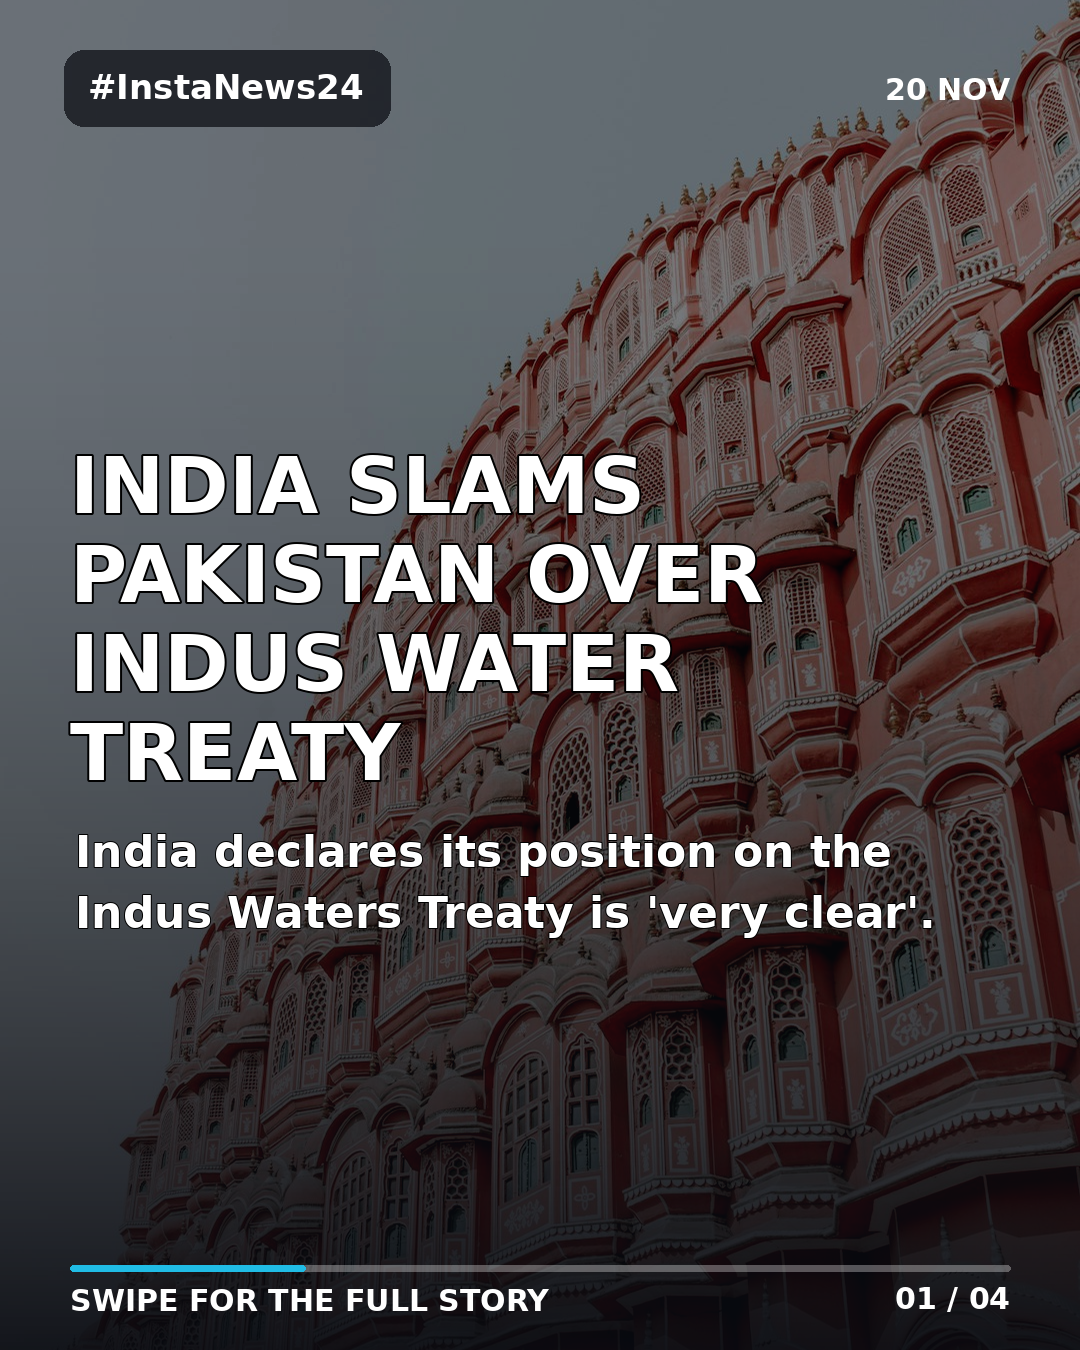 #InstaNews24
20 NOV
INDIA SLAMS
PAKISTAN OVER
INDUS WATER
TREATY
India declares its position on the
Indus Waters Treaty is 'very clear'.
SWIPE FOR THE FULL STORY
01 / 04